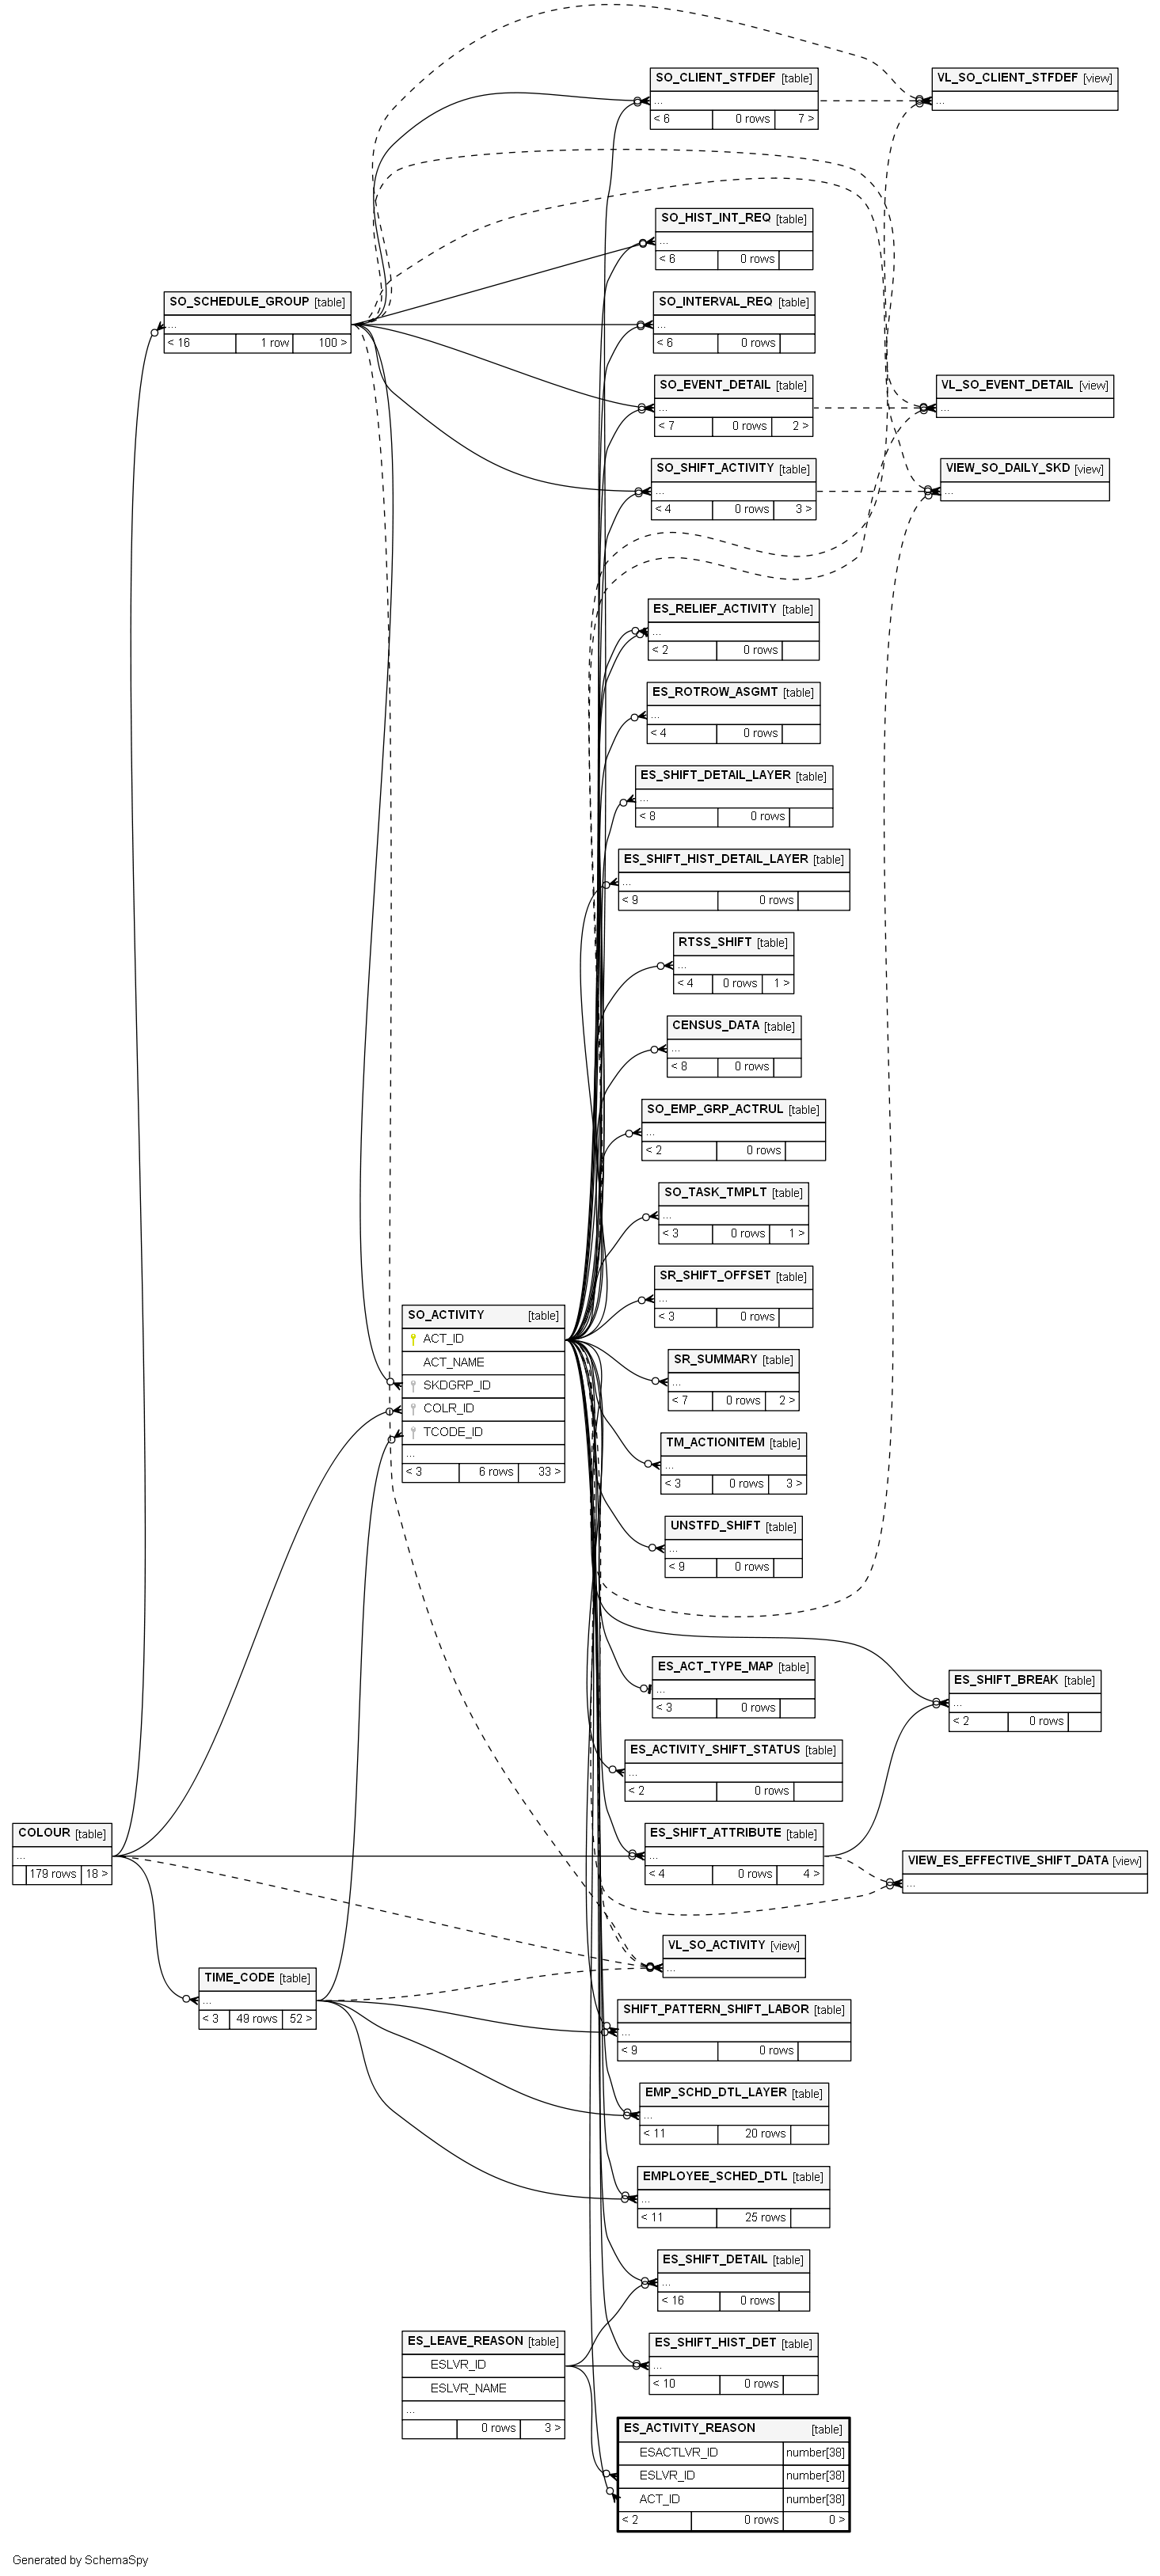 SO_CLIENT_STFDEF [table]
...
< 6 0 rows 7 >
VL_SO_CLIENT_STFDEF [view]
...
SO_HIST_INT_REQ [table]
...
< 6 0 rows
SO_SCHEDULE_GROUP [table]
...
< 16 1 row 100 >
SO_INTERVAL_REQ [table]
...
< 6 0 rows
SO_EVENT_DETAIL [table]
...
< 7 0 rows 2 >
VL_SO_EVENT_DETAIL [view]
...
SO_SHIFT_ACTIVITY [table]
...
< 4 0 rows 3 >
VIEW_SO_DAILY_SKD [view]
...
ES_RELIEF_ACTIVITY [table]
...
< 2 0 rows
ES_ROTROW_ASGMT [table]
...
< 4 0 rows
ES_SHIFT_DETAIL_LAYER [table]
...
< 8 0 rows
ES_SHIFT_HIST_DETAIL_LAYER [table]
...
< 9 0 rows
RTSS_SHIFT [table]
...
< 4 0 rows 1 >
CENSUS_DATA [table]
...
< 8 0 rows
SO_EMP_GRP_ACTRUL [table]
...
< 2 0 rows
SO_TASK_TMPLT [table]
...
< 3 0 rows 1 >
SR_SHIFT_OFFSET [table]
...
< 3 0 rows
SO_ACTIVITY [table]
ACT_ID
ACT_NAME
SKDGRP_ID
COLR_ID
TCODE_ID
...
< 3 6 rows 33 >
SR_SUMMARY [table]
...
< 7 0 rows 2 >
TM_ACTIONITEM [table]
...
< 3 0 rows 3 >
UNSTFD_SHIFT [table]
...
< 9 0 rows
ES_ACT_TYPE_MAP [table]
...
< 3 0 rows
ES_SHIFT_BREAK [table]
...
< 2 0 rows
ES_ACTIVITY_SHIFT_STATUS [table]
...
< 2 0 rows
COLOUR [table]
...
179 rows 18 >
ES_SHIFT_ATTRIBUTE [table]
...
< 4 0 rows 4 >
VIEW_ES_EFFECTIVE_SHIFT_DATA [view]
...
VL_SO_ACTIVITY [view]
...
TIME_CODE [table]
...
< 3 49 rows 52 >
SHIFT_PATTERN_SHIFT_LABOR [table]
...
< 9 0 rows
EMP_SCHD_DTL_LAYER [table]
...
< 11 20 rows
EMPLOYEE_SCHED_DTL [table]
...
< 11 25 rows
ES_SHIFT_DETAIL [table]
...
< 16 0 rows
ES_LEAVE_REASON [table]
ESLVR_ID
ESLVR_NAME
...
0 rows 3 >
ES_SHIFT_HIST_DET [table]
...
< 10 0 rows
ES_ACTIVITY_REASON [table]
ESACTLVR_ID number[38]
ESLVR_ID number[38]
ACT_ID number[38]
< 2 0 rows 0 >
Generated by SchemaSpy